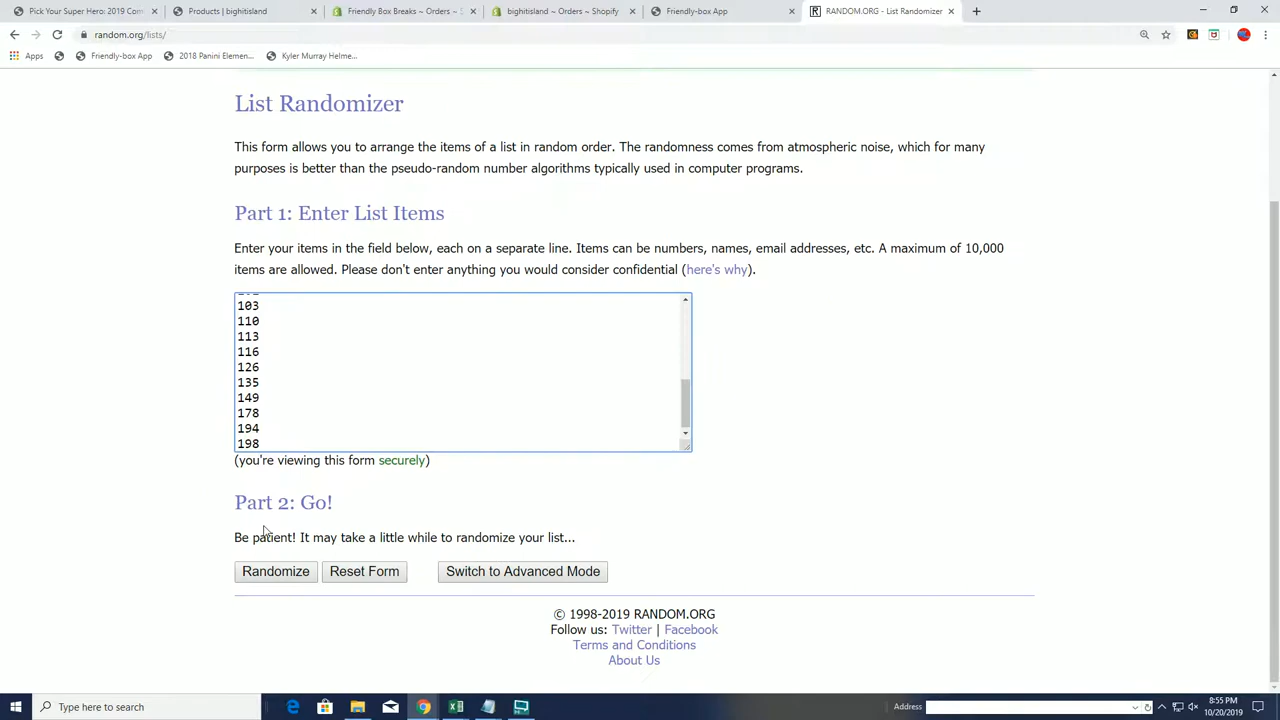 Pick Your Super Hero: 2019 Com
Products | bighitisland
Friendly Box Breaks ~ Orders ~
bighitisland ~ Orders ~ Shopify
Friendly-box App
RANDOM.ORG - List Randomizer
random.org/lists/
Apps
Friendly-box App
2018 Panini Elemen...
Kyler Murray Helme...
List Randomizer
This form allows you to arrange the items of a list in random order. The randomness comes from atmospheric noise, which for many
purposes is better than the pseudo-random number algorithms typically used in computer programs.
Part 1: Enter List Items
Enter your items in the field below, each on a separate line. Items can be numbers, names, email addresses, etc. A maximum of 10,000
items are allowed. Please don't enter anything you would consider confidential (here's why).
103
110
113
116
126
135
149
178
194
198
(you're viewing this form securely)
Part 2: Go!
Be patient! It may take a little while to randomize your list...
Randomize
Reset Form
Switch to Advanced Mode
© 1998-2019 RANDOM.ORG
Follow us: Twitter | Facebook
Terms and Conditions
About Us
Type here to search
Address
8:55 PM
10/20/2019